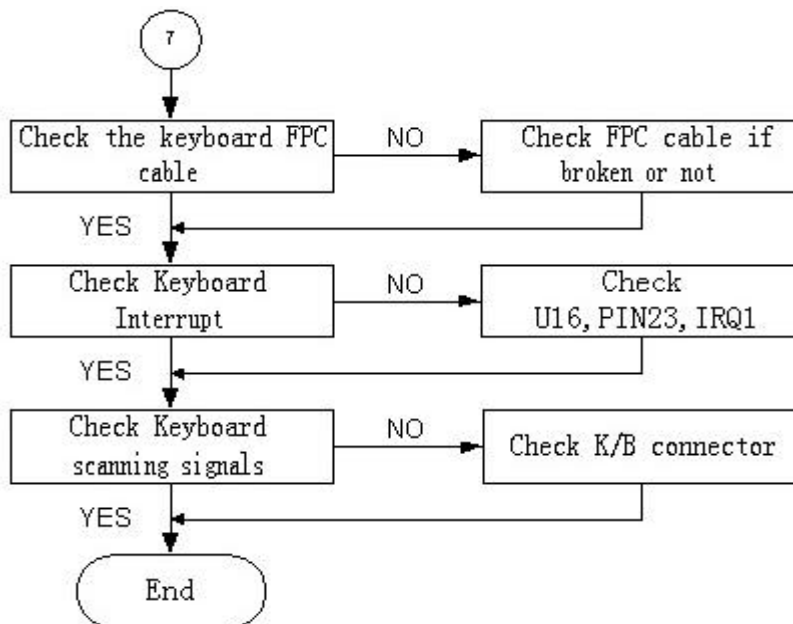 7
Check the keyboard FPC
cable
NO
Check FPC cable if
broken or not
YES
Check Keyboard
Interrupt
NO
Check
U16,PIN23,IRQ1
YES
Check Keyboard
scanning signals
NO
Check K/B connector
YES
End